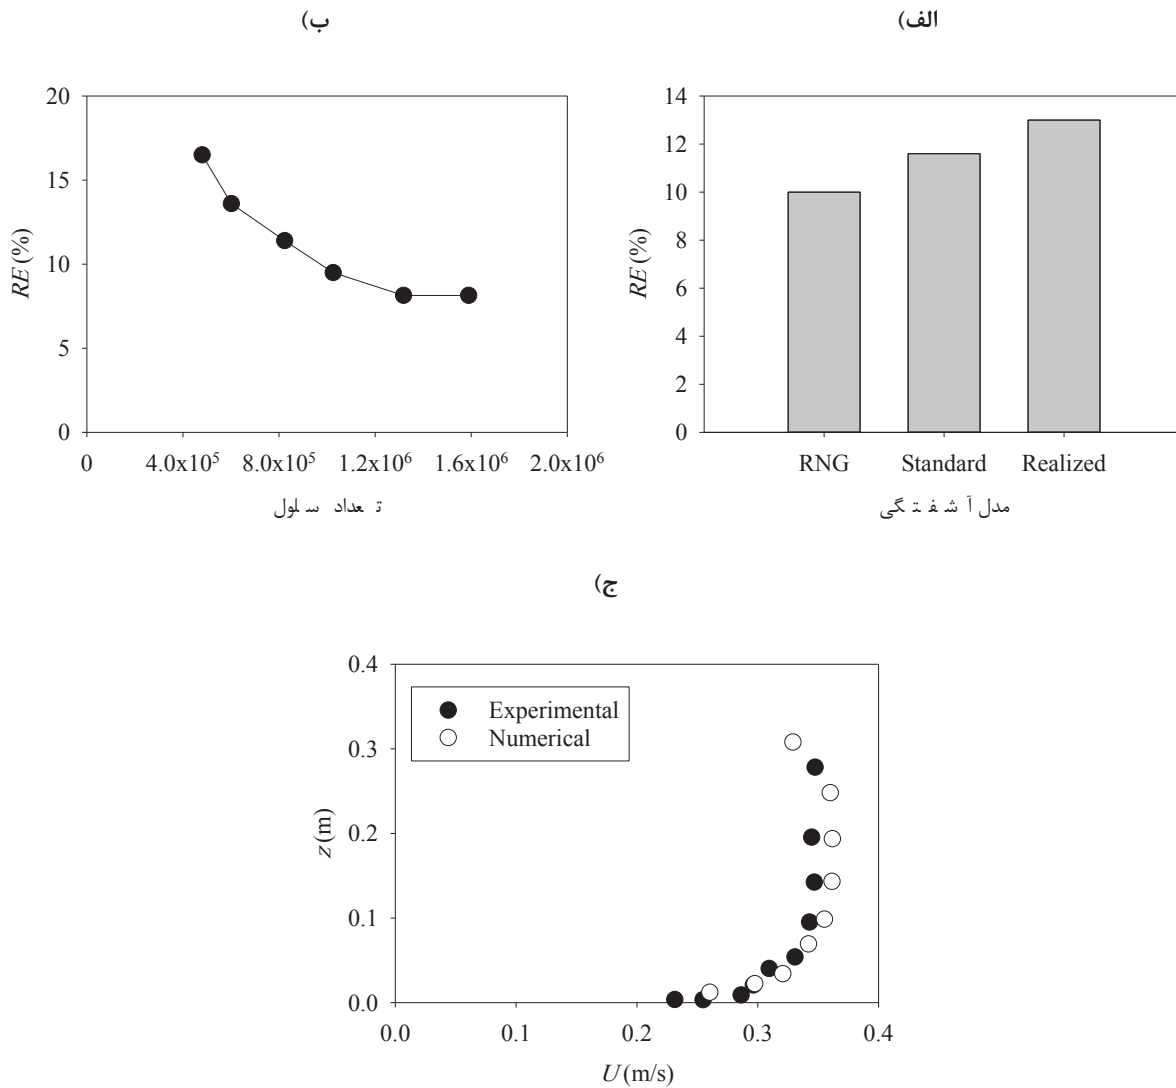 الف)
14
12
10
8
6
4
2
0
RE (%)
RNG Standard Realized
مدل آشفتگی
ب)
20
15
10
5
0
RE (%)
0 4.0x10⁵ 8.0x10⁵ 1.2x10⁶ 1.6x10⁶ 2.0x10⁶
تعداد سلول
ج)
0.4
0.3
0.2
0.1
0.0
z (m)
Experimental
Numerical
0.0 0.1 0.2 0.3 0.4
U (m/s)